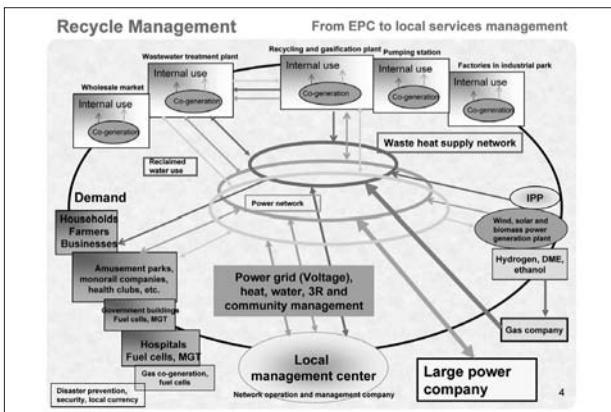 Recycle Management
From EPC to local services management
Wastewater treatment plant
Recycling and gasification plant
Pumping station
Wholesale market
Factories in industrial park
Internal use
Co-generation
Internal use
Co-generation
Internal use
Co-generation
Internal use
Co-generation
Internal use
Co-generation
Waste heat supply network
Reclaimed
water use
Demand
Households
Farmers
Businesses
Power network
IPP
Wind, solar and
biomass power
generation plant
Amusement parks,
monorail companies,
health clubs, etc.
Power grid (Voltage),
heat, water, 3R and
community management
Hydrogen, DME,
ethanol
Government buildings
Fuel cells, MGT
Gas company
Hospitals
Fuel cells, MGT
Gas co-generation,
fuel cells
Local
management center
Network operation and management company
Large power
company
Disaster prevention,
security, local currency
4